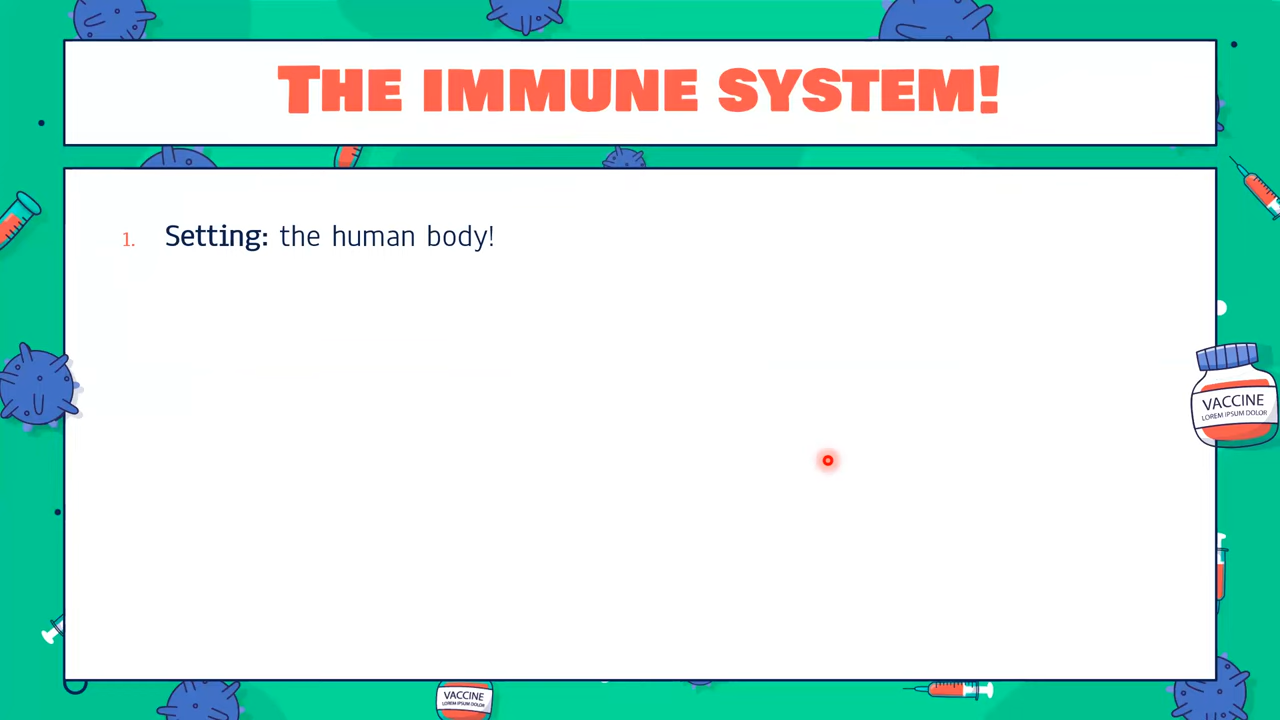 THE IMMUNE SYSTEM!
1. Setting: the human body!
VACCINE
LOREM IPSUM DOLOR
VACCINE
LOREM IPSUM DOLOR